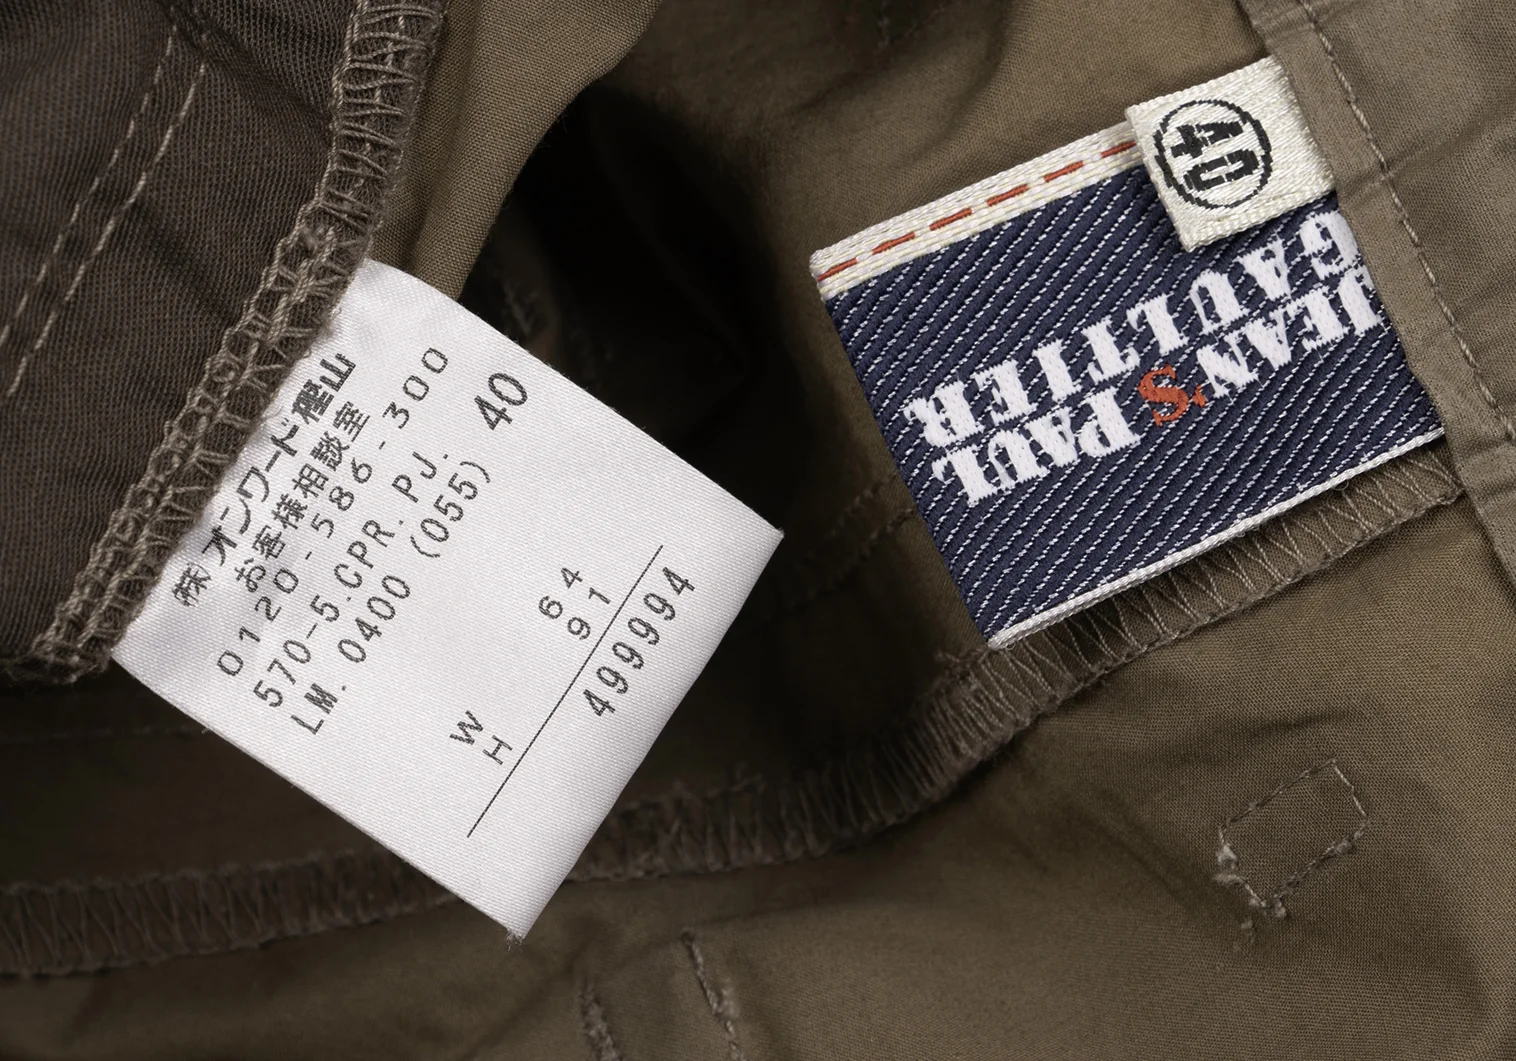 (株)オンワード樫山
お客様相談室
0120-586-300
570-5.CPR.PJ.
LM. 0400 (055)
40
W 64
H 91
499994
40
JEAN S. PAUL
GAULTIER